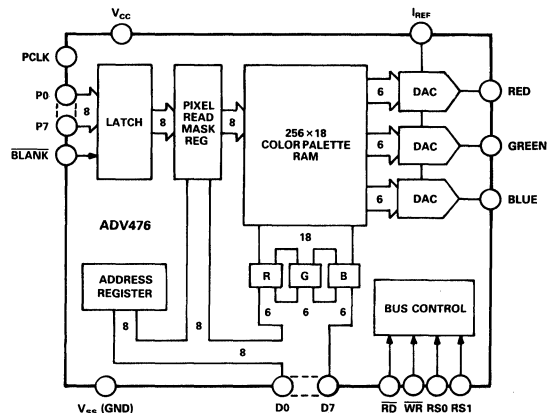 VCC
IREF
PCLK
P0
P7
BLANK
8
LATCH
8
PIXEL
READ
MASK
REG
8
256 × 18
COLOR PALETTE
RAM
6
DAC
RED
6
DAC
GREEN
6
DAC
BLUE
ADV476
18
R
G
B
6
6
6
ADDRESS
REGISTER
8
8
8
BUS CONTROL
VSS (GND)
D0
D7
RD
WR
RS0
RS1